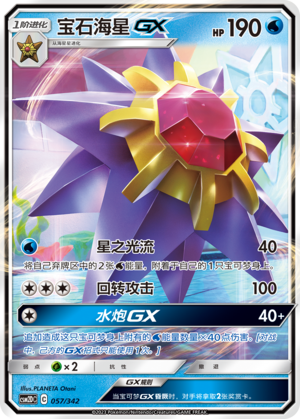 1阶进化 宝石海星GX HP190
从海星星进化
星之光流 40
将自己弃牌区中的2张能量,附着于自己的1只宝可梦身上。
回转攻击 100
水炮GX 40+
追加造成这只宝可梦身上附有的能量数量×40点伤害。[对战
中,己方的GX招式只能使用1次。]
弱点 ×2 抵抗力 撤退
Illus.PLANETA Otani
GX规则
csm2DC G 057/342
当宝可梦GX昏厥时,对手将拿取2张奖赏卡。
©2023 Pokémon/Nintendo/Creatures/GAME FREAK.